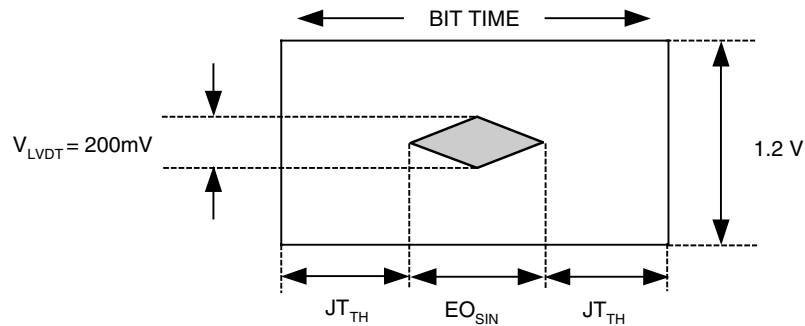 BIT TIME
V_LVDT = 200mV
1.2 V
JT_TH
EO_SIN
JT_TH